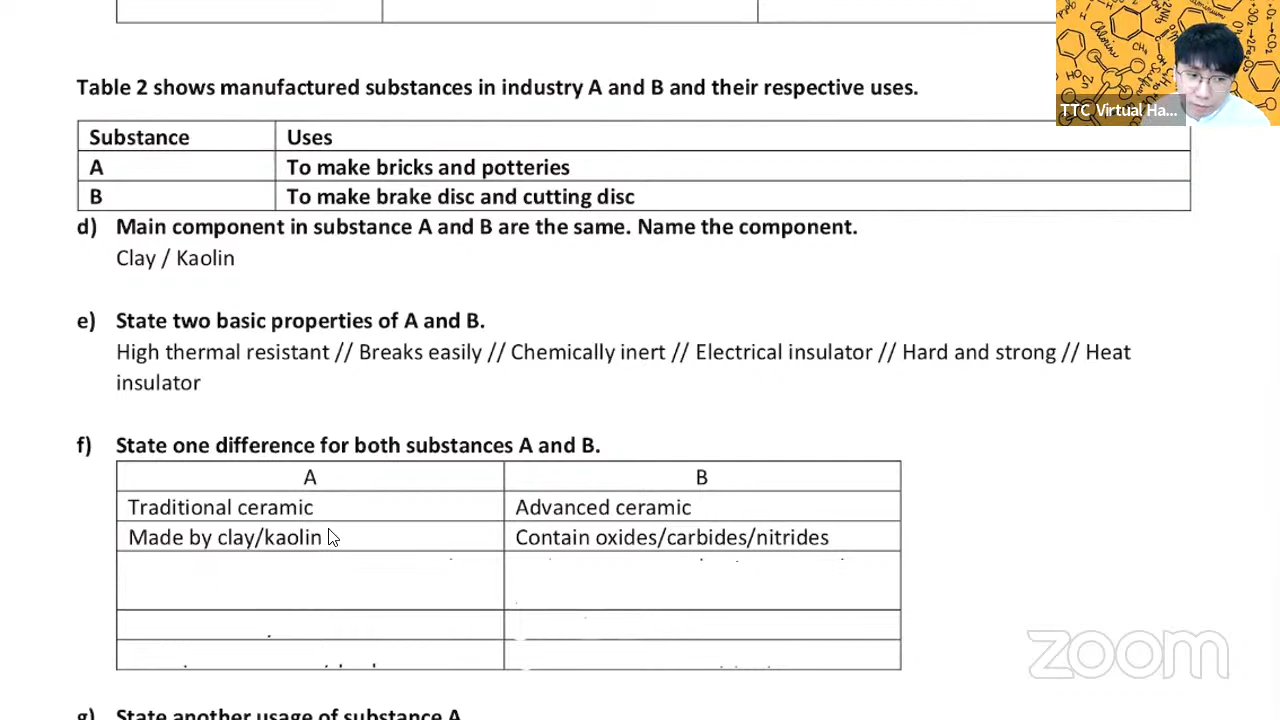 TTC Virtual Ha...
Table 2 shows manufactured substances in industry A and B and their respective uses.
Substance Uses
A To make bricks and potteries
B To make brake disc and cutting disc
d) Main component in substance A and B are the same. Name the component.
Clay / Kaolin
e) State two basic properties of A and B.
High thermal resistant // Breaks easily // Chemically inert // Electrical insulator // Hard and strong // Heat
insulator
f) State one difference for both substances A and B.
A B
Traditional ceramic Advanced ceramic
Made by clay/kaolin Contain oxides/carbides/nitrides
zoom
g) State another usage of substance A